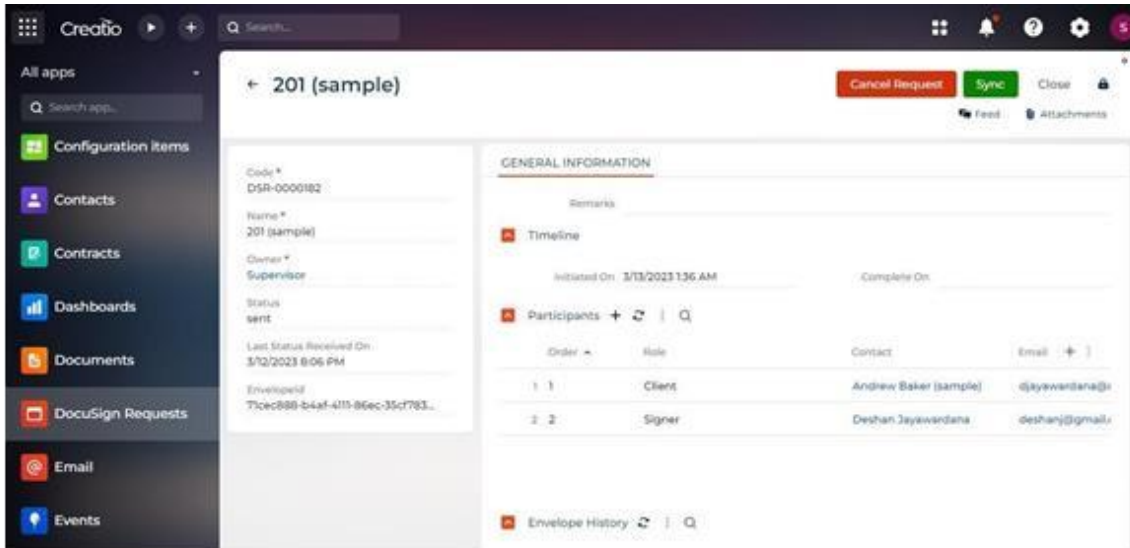 Creatio
Search...
All apps
Search app...
Configuration items
Contacts
Contracts
Dashboards
Documents
DocuSign Requests
Email
Events
201 (sample)
Cancel Request
Sync
Close
Feed
Attachments
Code *
DSR-0000182
Name *
201 (sample)
Owner *
Supervisor
Status
sent
Last Status Received On
3/12/2023 8:06 PM
EnvelopeId
GENERAL INFORMATION
Remarks
Timeline
Initiated On 3/13/2023 1:36 AM
Complete On
Participants
Order Role Contact Email
1 1 Client Andrew Baker (sample)
2 2 Signer Deshan Jayawardana
Envelope History
S